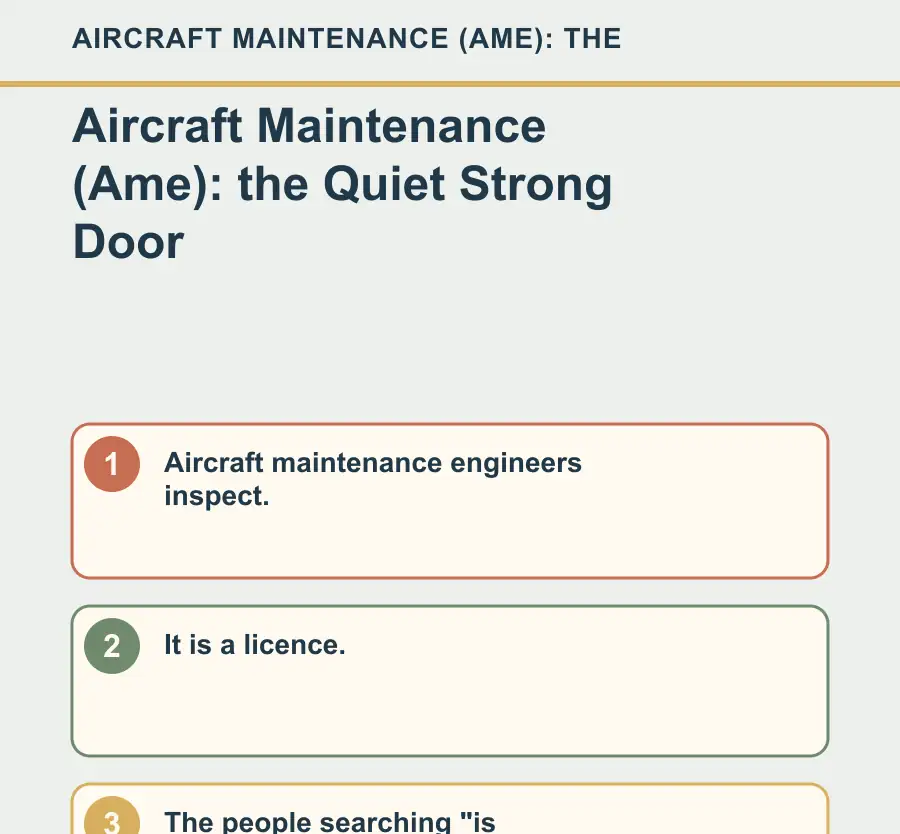 AIRCRAFT MAINTENANCE (AME): THE
Aircraft Maintenance
(Ame): the Quiet Strong
Door
1
Aircraft maintenance engineers
inspect.
2
It is a licence.
3
The people searching "is